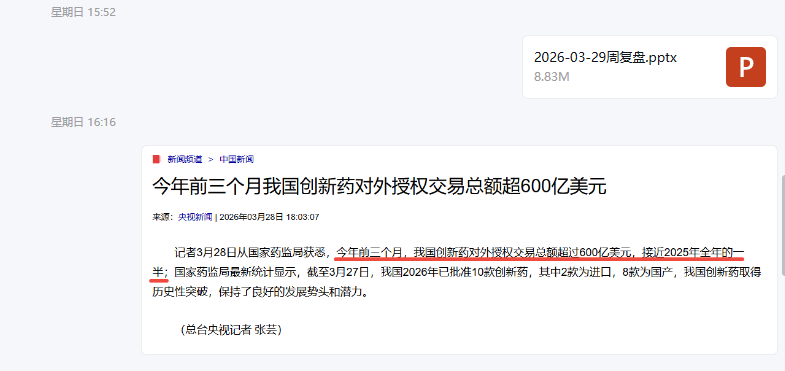 星期日 15:52
2026-03-29周复盘.pptx
8.83M
P
星期日 16:16
新闻频道 > 中国新闻
今年前三个月我国创新药对外授权交易总额超600亿美元
来源：央视新闻 | 2026年03月28日 18:03:07
记者3月28日从国家药监局获悉，今年前三个月，我国创新药对外授权交易总额超过600亿美元，接近2025年全年的一
半；国家药监局最新统计显示，截至3月27日，我国2026年已批准10款创新药，其中2款为进口，8款为国产，我国创新药取得
历史性突破，保持了良好的发展势头和潜力。
（总台央视记者 张芸）